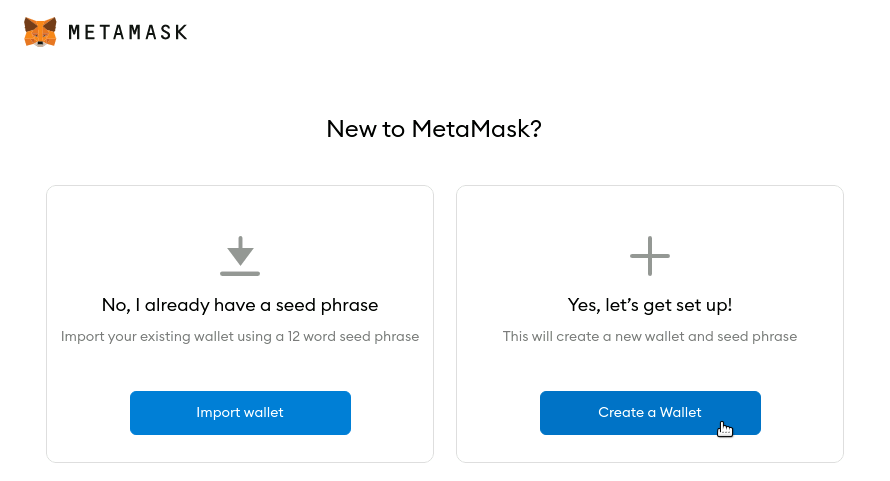 METAMASK
New to MetaMask?
No, I already have a seed phrase
Import your existing wallet using a 12 word seed phrase
Import wallet
Yes, let’s get set up!
This will create a new wallet and seed phrase
Create a Wallet